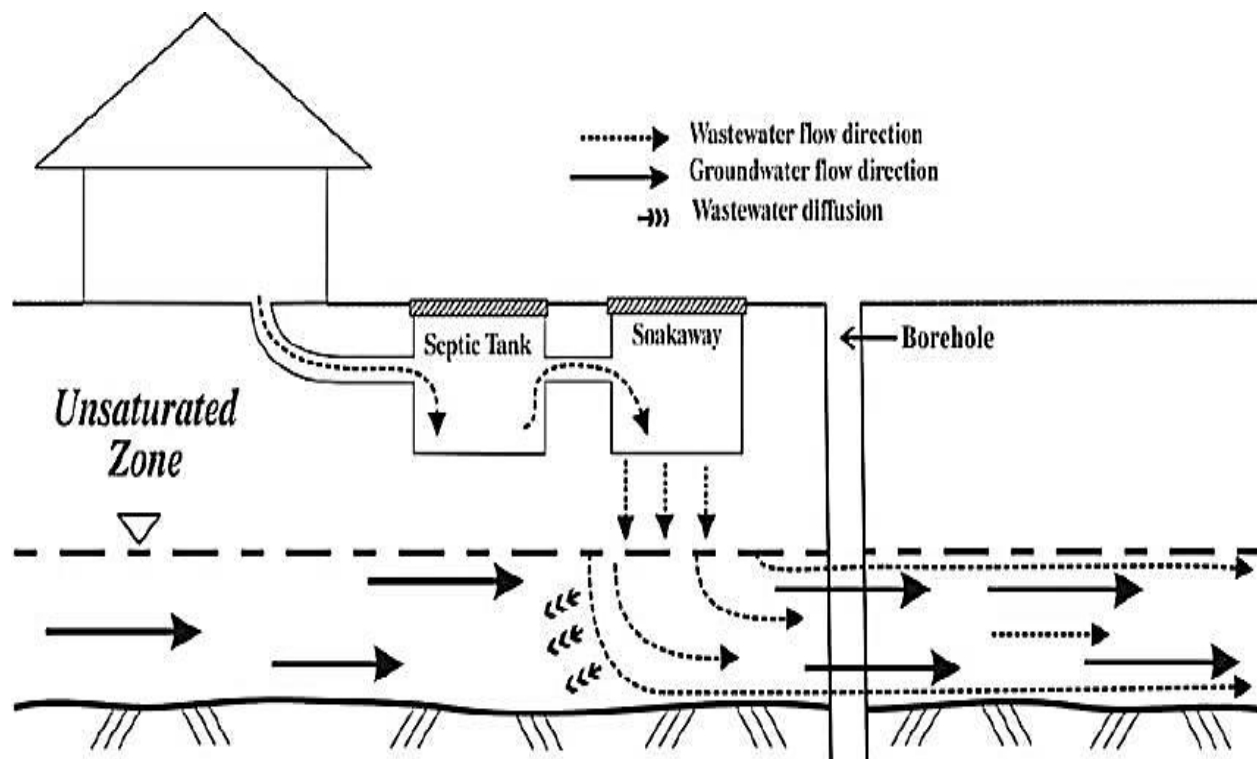 Wastewater flow direction
Groundwater flow direction
Wastewater diffusion
Septic Tank
Soakaway
Borehole
Unsaturated
Zone